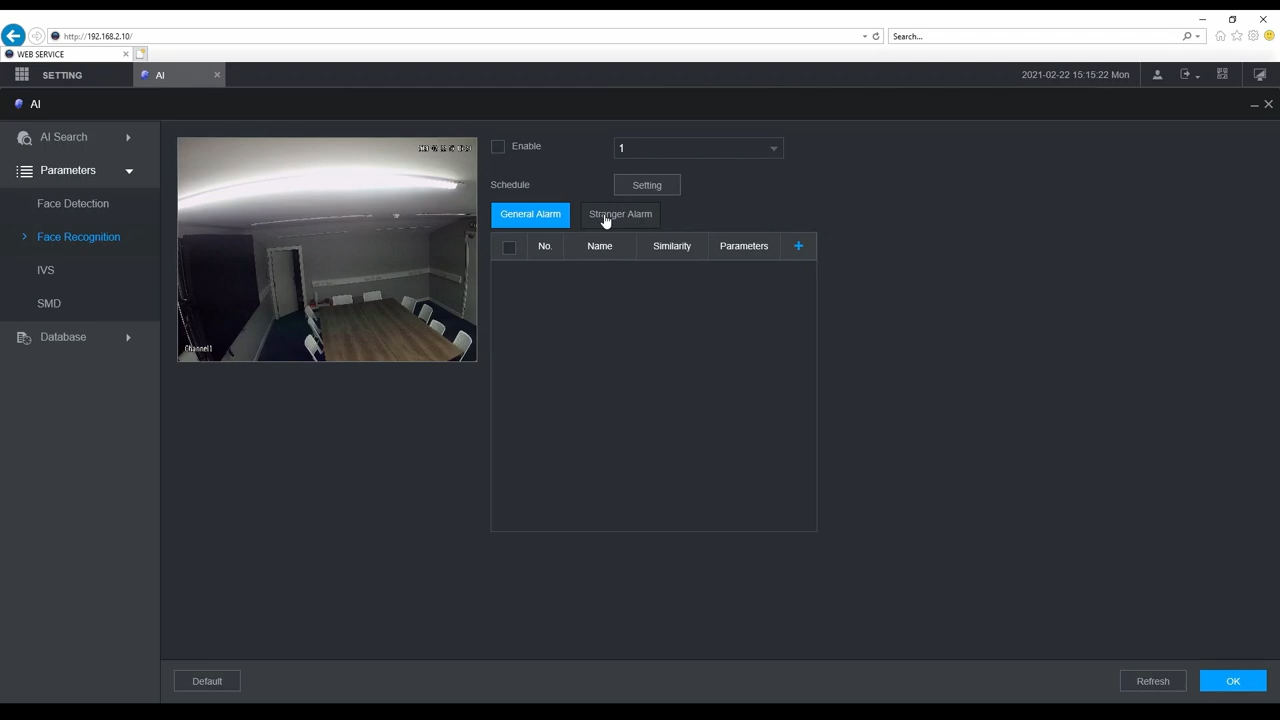 http://192.168.2.10/
Search...
WEB SERVICE
SETTING
AI
2021-02-22 15:15:22 Mon
AI
AI Search
Parameters
Face Detection
Face Recognition
IVS
SMD
Database
Channel1
Enable
1
Schedule
Setting
General Alarm
Stranger Alarm
No.
Name
Similarity
Parameters
+
Default
Refresh
OK